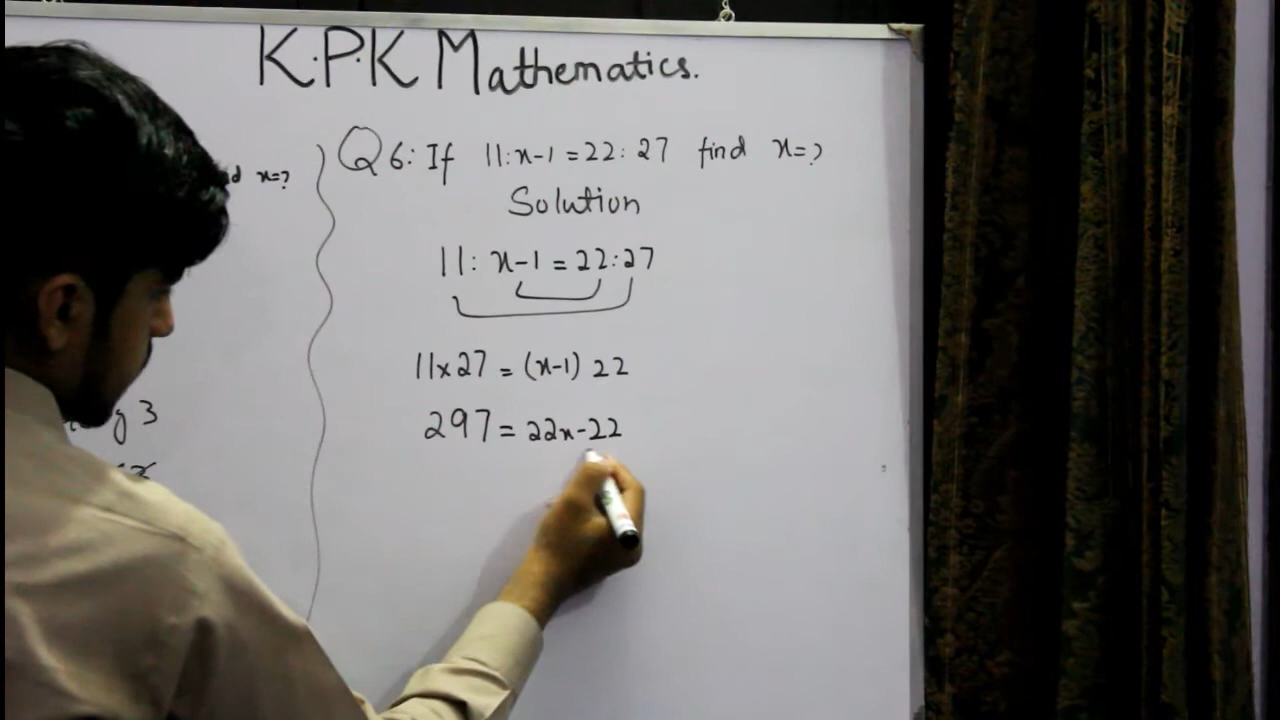 K.P.K Mathematics.
x=?
Q6: If 11:x-1=22:27 find x=?
Solution
11: x-1=22:27
11x27=(x-1) 22
3
297=22x-22